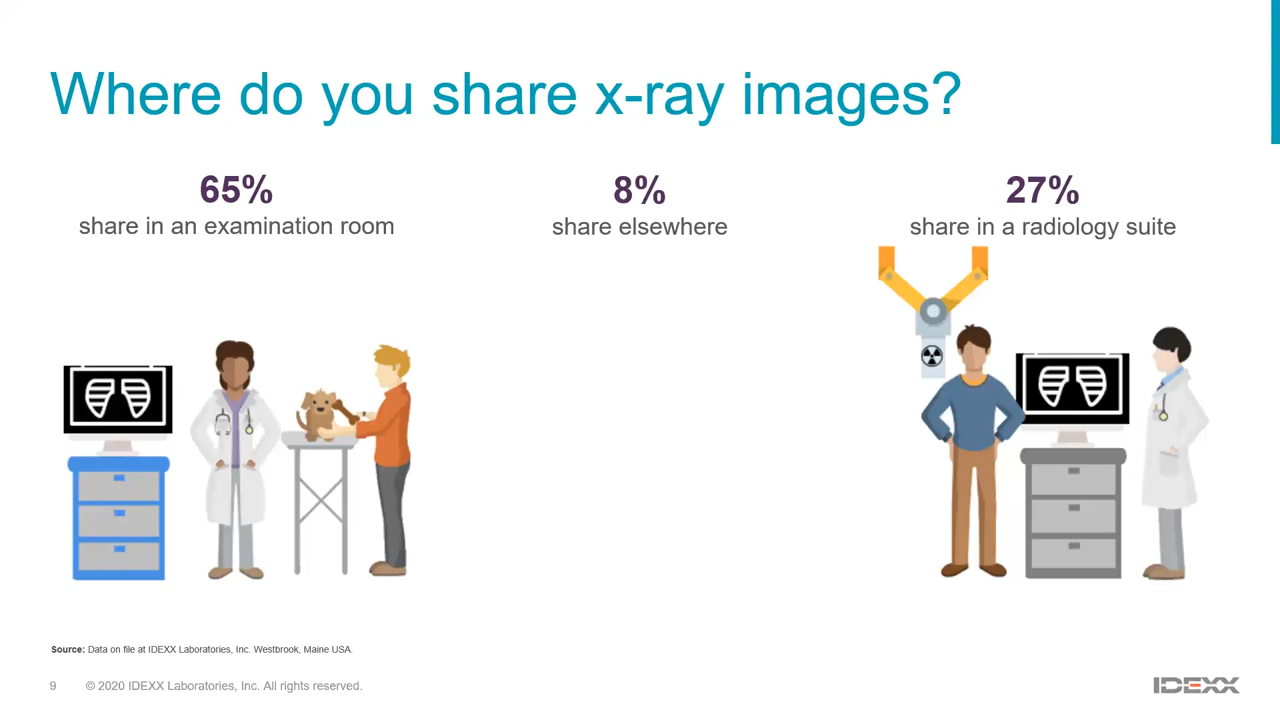 Where do you share x-ray images?
65%
share in an examination room
8%
share elsewhere
27%
share in a radiology suite
Source: Data on file at IDEXX Laboratories, Inc. Westbrook, Maine USA.
9 © 2020 IDEXX Laboratories, Inc. All rights reserved.
IDEXX